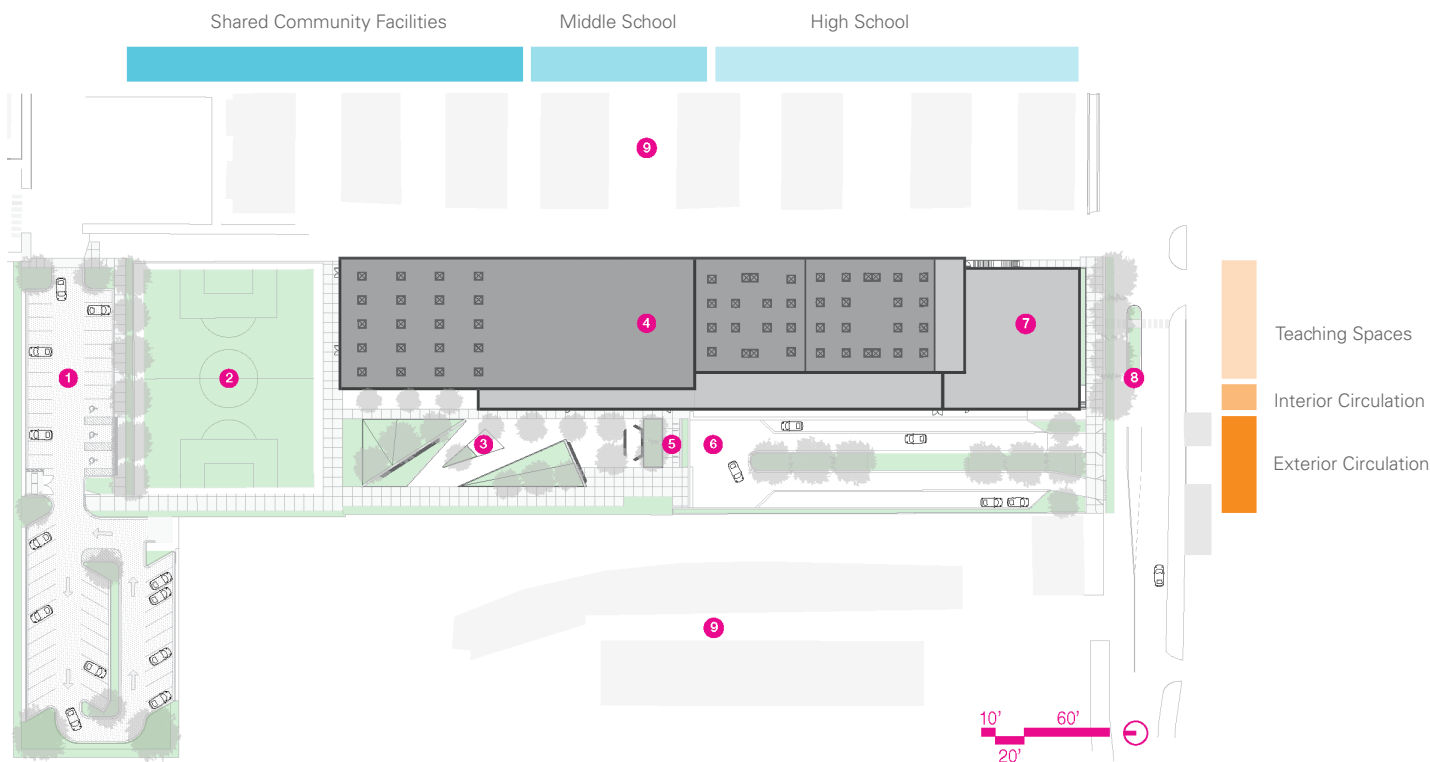 Shared Community Facilities
Middle School
High School
9
4
7
1
2
8
3
5
6
9
Teaching Spaces
Interior Circulation
Exterior Circulation
10'
60'
20'